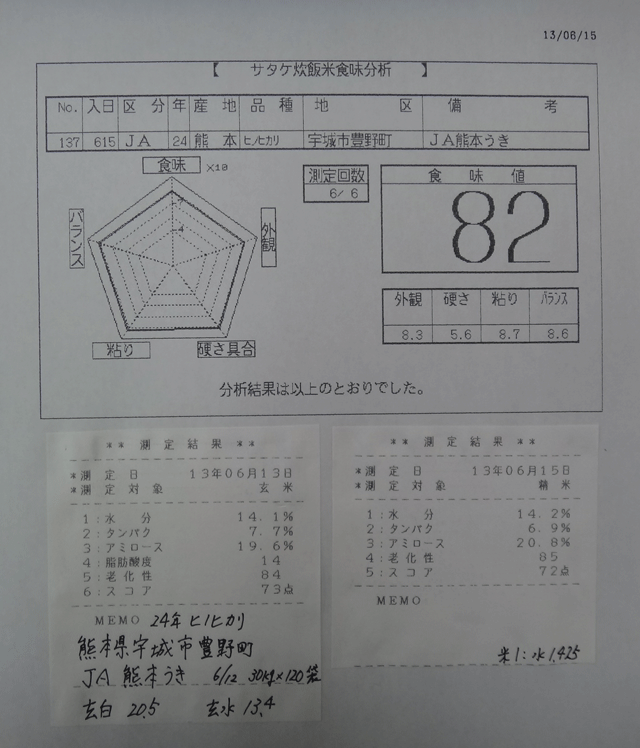 13/06/15
【 サタケ炊飯米食味分析 】
No. 入日 区分 年 産地 品種 地区 備考
137 615 JA 24 熊本 ヒノヒカリ 宇城市豊野町 JA熊本うき
食味 ×10
バランス
外観
粘り
硬さ具合
測定回数
6/ 6
食味値
82
外観 硬さ 粘り バランス
8.3 5.6 8.7 8.6
分析結果は以上のとおりでした。
** 測定結果 **
*測定日 13年06月13日
*測定対象 玄米
1:水分 14.1%
2:タンパク 7.7%
3:アミロース 19.6%
4:脂肪酸度 14
5:老化性 84
6:スコア 73点
MEMO 24年 ヒノヒカリ
熊本県宇城市豊野町
JA熊本うき 6/12 30kg×120袋
玄白 20.5 玄水 13.4
** 測定結果 **
*測定日 13年06月15日
*測定対象 精米
1:水分 14.2%
2:タンパク 6.9%
3:アミロース 20.8%
4:老化性 85
5:スコア 72点
MEMO
米1:水1.425